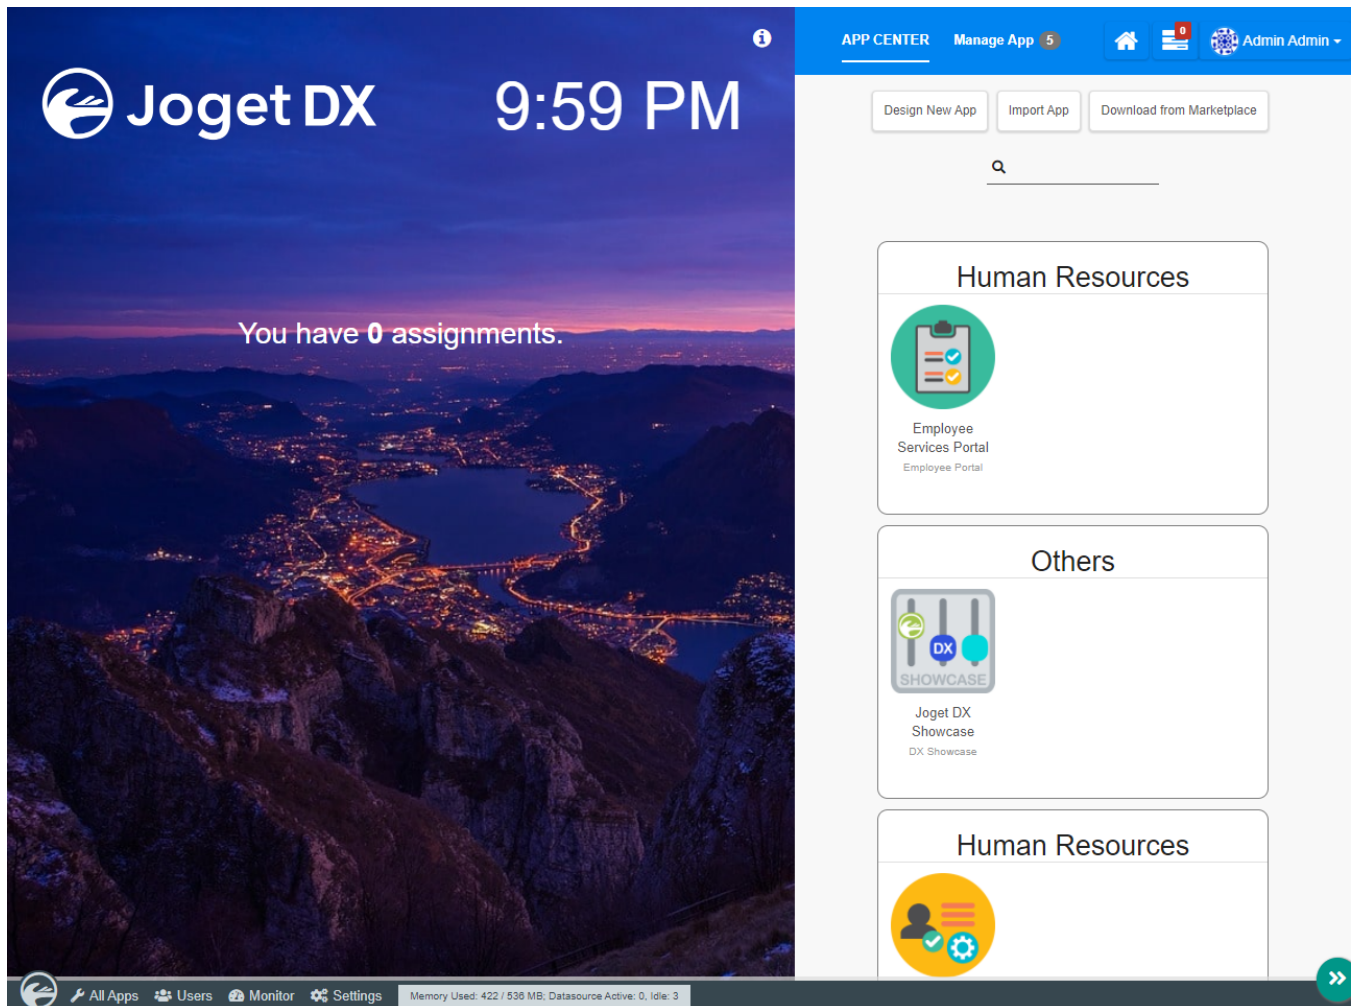 Joget DX
9:59 PM
You have 0 assignments.
APP CENTER
Manage App 5
0
Admin Admin
Design New App
Import App
Download from Marketplace
Human Resources
Employee
Services Portal
Employee Portal
Others
DX
SHOWCASE
Joget DX
Showcase
DX Showcase
Human Resources
All Apps
Users
Monitor
Settings
Memory Used: 422 / 536 MB; Datasource Active: 0, Idle: 3